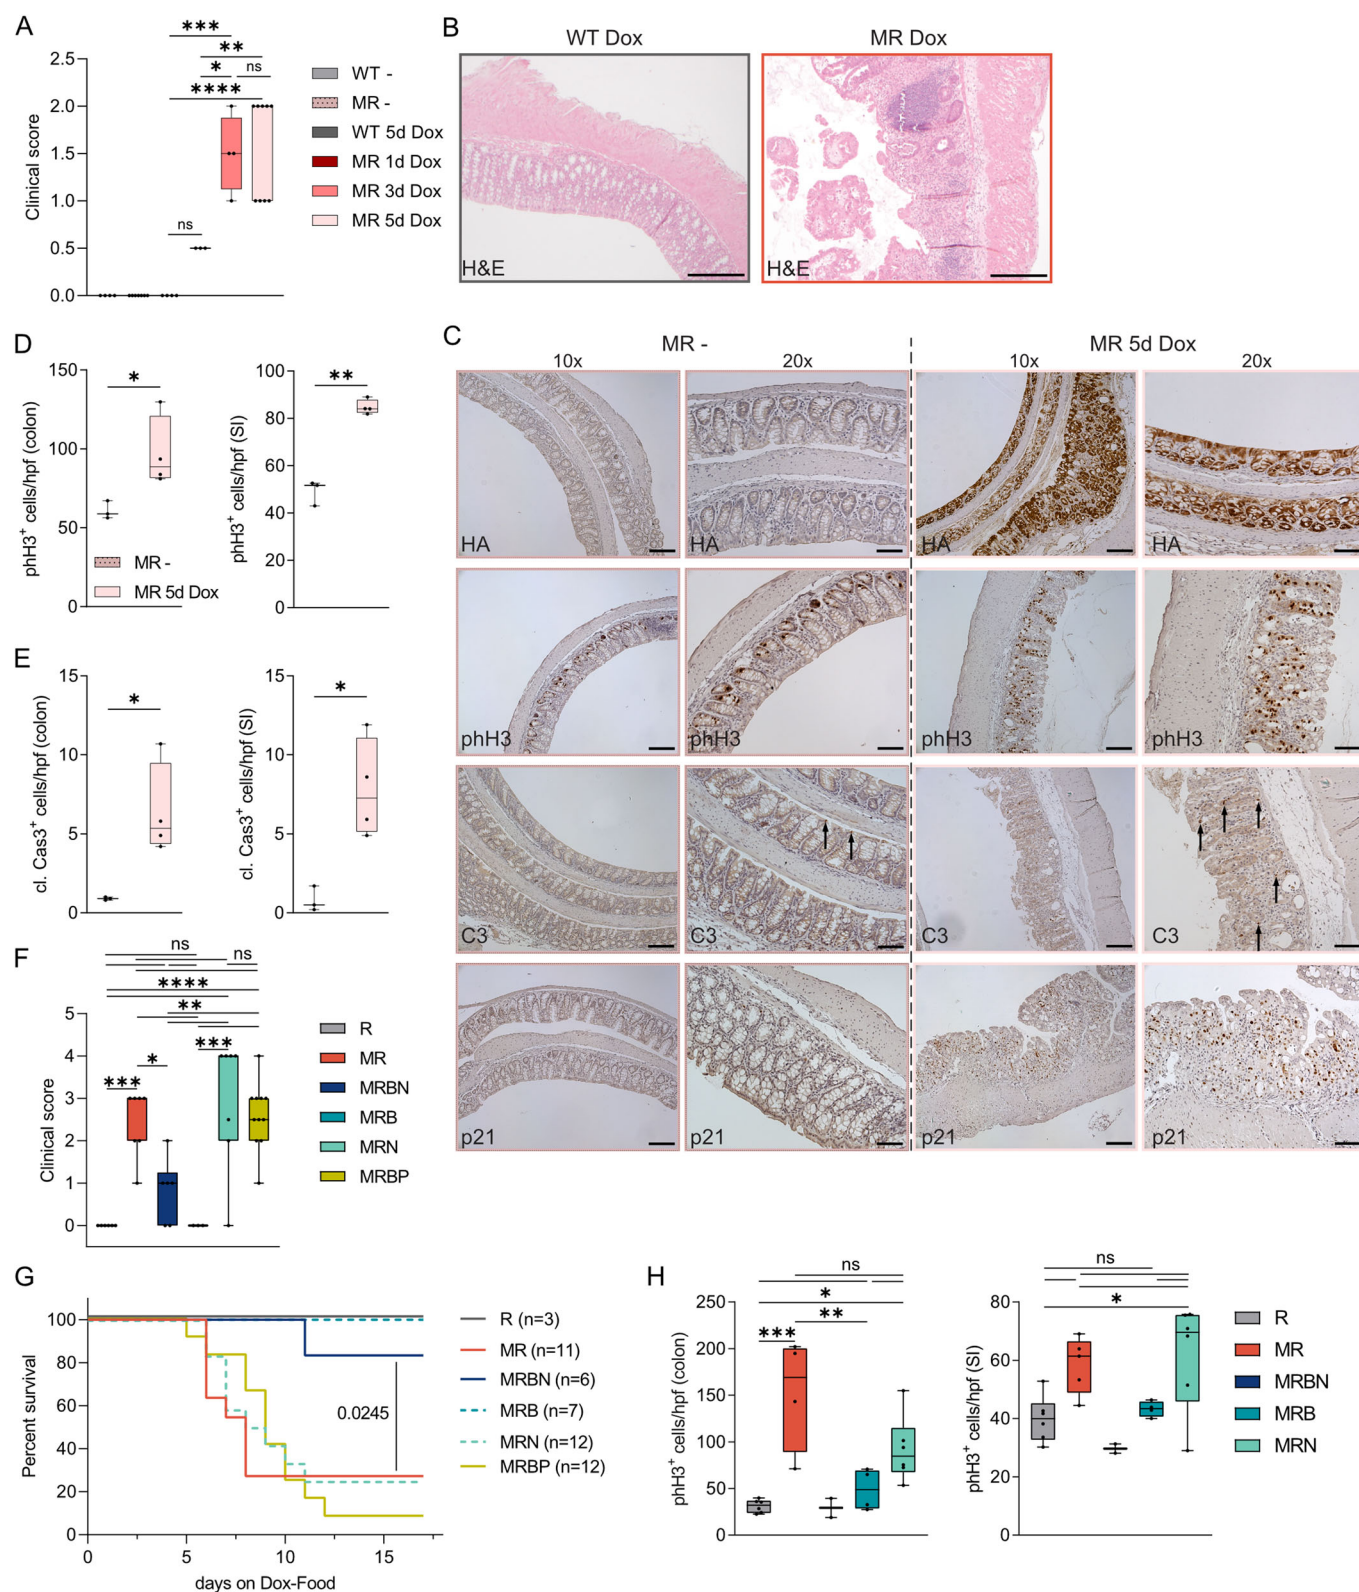 A
Clinical score
2.5
2.0
1.5
1.0
0.5
0.0
***
**
*
ns
****
ns
WT -
MR -
WT 5d Dox
MR 1d Dox
MR 3d Dox
MR 5d Dox
B
WT Dox
MR Dox
H&E
H&E
C
MR -
MR 5d Dox
10x
20x
10x
20x
HA
HA
HA
HA
phH3
phH3
phH3
phH3
C3
C3
C3
C3
p21
p21
p21
p21
D
phH3+ cells/hpf (colon)
150
100
50
0
*
MR -
MR 5d Dox
phH3+ cells/hpf (SI)
100
80
60
40
20
0
**
E
cl. Cas3+ cells/hpf (colon)
15
10
5
0
*
cl. Cas3+ cells/hpf (SI)
15
10
5
0
*
F
Clinical score
5
4
3
2
1
0
ns
ns
****
**
***
*
***
R
MR
MRBN
MRB
MRN
MRBP
G
Percent survival
100
80
60
40
20
0
0
5
10
15
days on Dox-Food
0.0245
R (n=3)
MR (n=11)
MRBN (n=6)
MRB (n=7)
MRN (n=12)
MRBP (n=12)
H
phH3+ cells/hpf (colon)
250
200
150
100
50
0
ns
*
**
***
phH3+ cells/hpf (SI)
80
60
40
20
0
ns
*
R
MR
MRBN
MRB
MRN